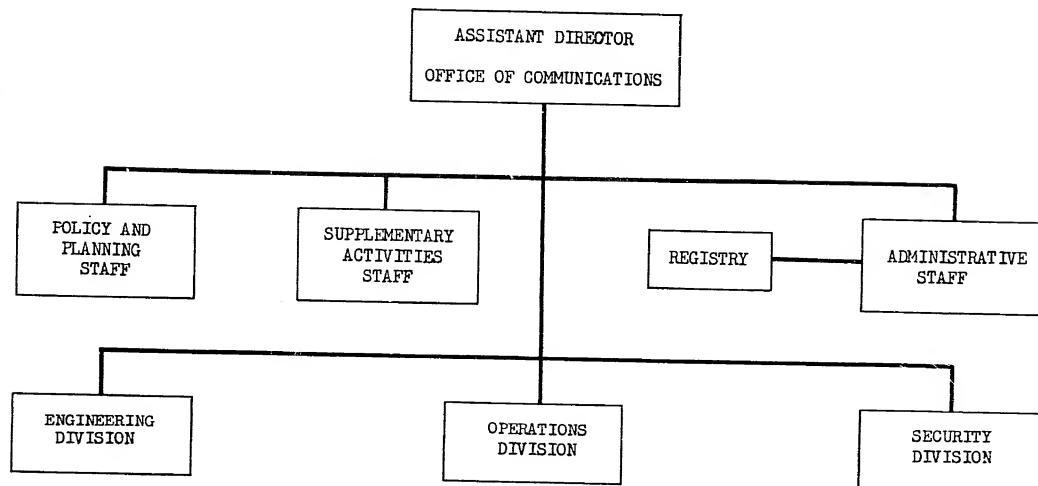 ASSISTANT DIRECTOR
OFFICE OF COMMUNICATIONS
POLICY AND
PLANNING
STAFF
SUPPLEMENTARY
ACTIVITIES
STAFF
REGISTRY
ADMINISTRATIVE
STAFF
ENGINEERING
DIVISION
OPERATIONS
DIVISION
SECURITY
DIVISION